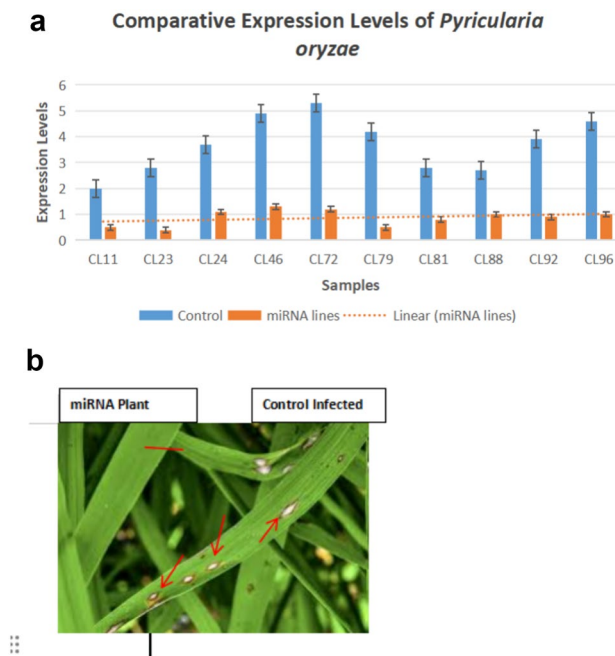 a
Comparative Expression Levels of Pyricularia
oryzae
6
5
4
3
2
1
0
Expression Levels
CL11 CL23 CL24 CL46 CL72 CL79 CL81 CL88 CL92 CL96
Samples
Control miRNA lines Linear (miRNA lines)
b
miRNA Plant Control Infected